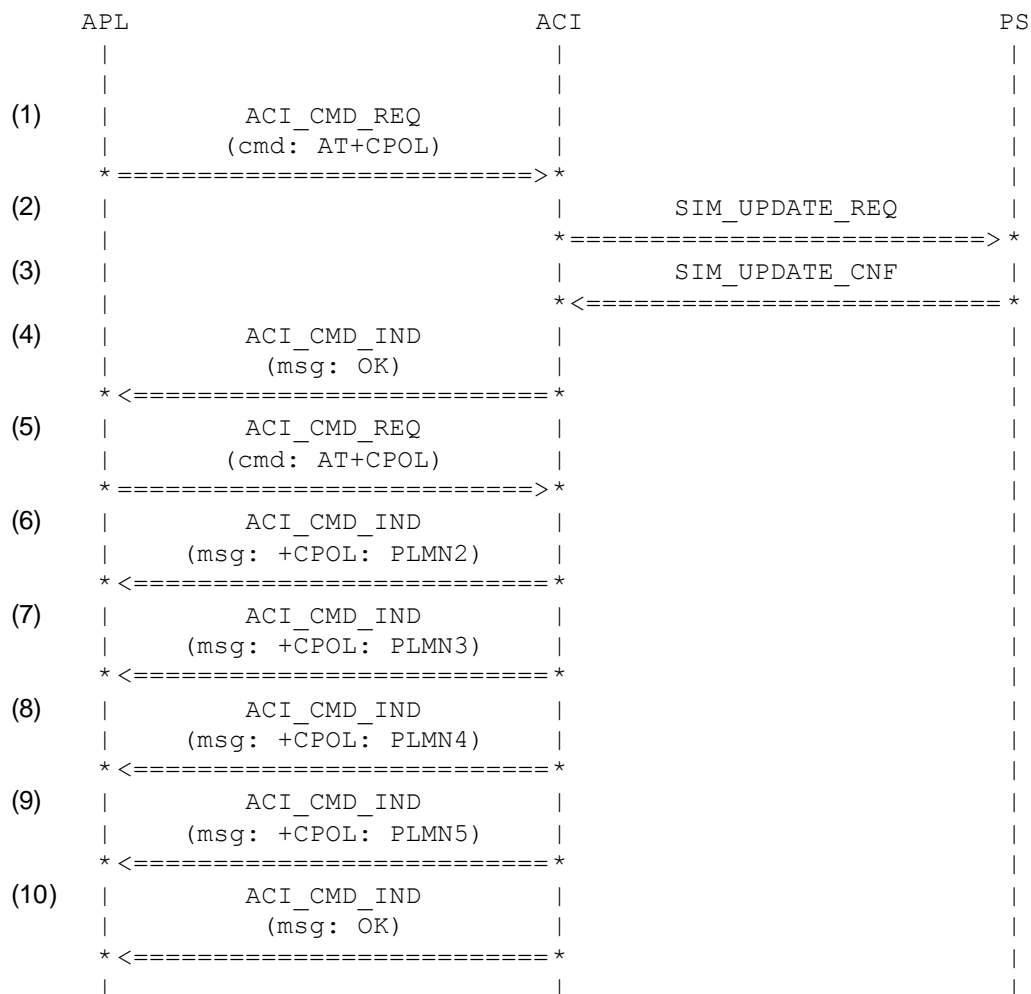 APL ACI PS
| | |
| | |
(1) | ACI_CMD_REQ | |
| (cmd: AT+CPOL) | |
* ==========================> * |
(2) | | SIM_UPDATE_REQ |
| * ==========================> *
(3) | | SIM_UPDATE_CNF |
| * <========================== *
(4) | ACI_CMD_IND | |
| (msg: OK) | |
* <========================== * |
(5) | ACI_CMD_REQ | |
| (cmd: AT+CPOL) | |
* ==========================> * |
(6) | ACI_CMD_IND | |
| (msg: +CPOL: PLMN2) | |
* <========================== * |
(7) | ACI_CMD_IND | |
| (msg: +CPOL: PLMN3) | |
* <========================== * |
(8) | ACI_CMD_IND | |
| (msg: +CPOL: PLMN4) | |
* <========================== * |
(9) | ACI_CMD_IND | |
| (msg: +CPOL: PLMN5) | |
* <========================== * |
(10) | ACI_CMD_IND | |
| (msg: OK) | |
* <========================== * |
| | |